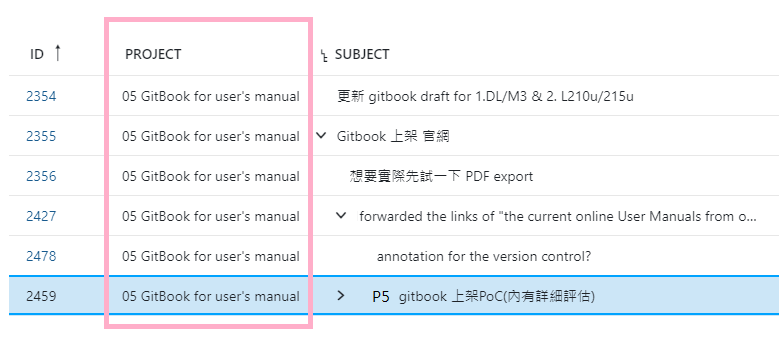 ID PROJECT SUBJECT
2354 05 GitBook for user's manual 更新 gitbook draft for 1.DL/M3 & 2. L210u/215u
2355 05 GitBook for user's manual Gitbook 上架 官網
2356 05 GitBook for user's manual 想要實際先試一下 PDF export
2427 05 GitBook for user's manual forwarded the links of "the current online User Manuals from o...
2478 05 GitBook for user's manual annotation for the version control?
2459 05 GitBook for user's manual P5 gitbook 上架PoC(內有詳細評估)